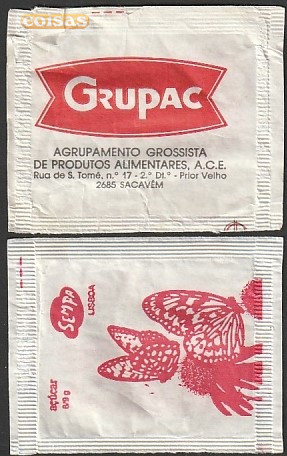 coisas
GRUPAC
AGRUPAMENTO GROSSISTA
DE PRODUTOS ALIMENTARES, A.C.E.
Rua de S. Tomé, n.º 17 - 2.º Dt.º - Prior Velho
2685 SACAVÉM
SEMPA
LISBOA
açúcar
8/9 g